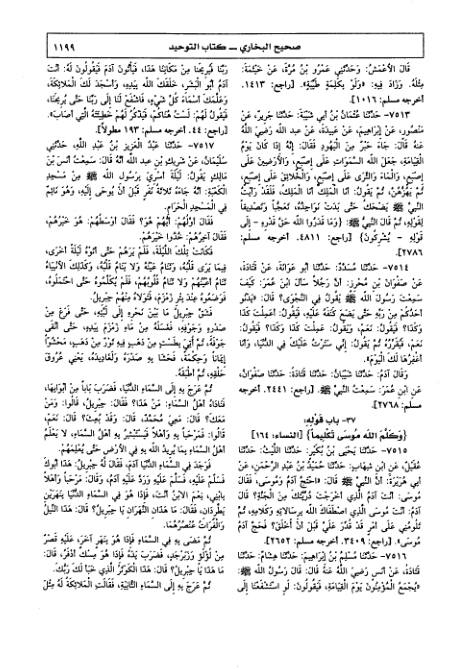 صحيح البخاري ــ كتاب التوحيد
١١٩٩
قَالَ الأَعْمَشُ: وَحَدَّثَنِي عَمْرُو بْنُ مُرَّةَ، عَنْ خَيْثَمَةَ:
مِثْلَهُ. وَزَادَ فِيهِ: «وَلَوْ بِكَلِمَةٍ طَيِّبَةٍ». [راجع: ١٤١٣.
أخرجه مسلم: ١٠١٦].
٧٥١٣- حَدَّثَنَا عُثْمَانُ بْنُ أَبِي شَيْبَةَ: حَدَّثَنَا جَرِيرٌ، عَنْ
مَنْصُورٍ، عَنْ إِبْرَاهِيمَ، عَنْ عَبِيدَةَ، عَنْ عَبدِ اللهِ رَضِيَ اللهُ
عَنْهُ قَالَ: جَاءَ حَبْرٌ مِنَ الْيَهُودِ فَقَالَ: إِنَّهُ إِذَا كَانَ يَوْمُ
الْقِيَامَةِ، جَعَلَ اللهُ السَّمَوَاتِ عَلَى إِصْبَعٍ، وَالأَرَضِينَ عَلَى
إِصْبَعٍ، وَالْمَاءَ وَالثَّرَى عَلَى إِصْبَعٍ، وَالْخَلَائِقَ عَلَى إِصْبَعٍ،
ثُمَّ يَهُزُّهُنَّ، ثُمَّ يَقُولُ: أَنَا الْمَلِكُ أَنَا الْمَلِكُ، فَلَقَدْ رَأَيْتُ
النَّبِيَّ ﷺ يَضْحَكُ حَتَّى بَدَتْ نَوَاجِذُهُ، تَعَجُّباً وَتَصْدِيقاً
لِقَوْلِهِ، ثُمَّ قَالَ النَّبِيُّ ﷺ: {وَمَا قَدَرُوا اللهَ حَقَّ قَدْرِهِ - إِلَى
قَوْلِهِ - يُشْرِكُونَ} [راجع: ٤٨١١. أخرجه مسلم:
٢٧٨٦].
٧٥١٤- حَدَّثَنَا مُسَدَّدٌ: حَدَّثَنَا أَبُو عَوَانَةَ، عَنْ قَتَادَةَ،
عَنْ صَفْوَانَ بْنِ مُحْرِزٍ: أَنَّ رَجُلاً سَأَلَ ابْنَ عُمَرَ: كَيْفَ
سَمِعْتَ رَسُولَ اللهِ ﷺ يَقُولُ فِي النَّجْوَى؟ قَالَ: «يَدْنُو
أَحَدُكُمْ مِنْ رَبِّهِ حَتَّى يَضَعَ كَنَفَهُ عَلَيْهِ، فَيَقُولُ: أَعَمِلْتَ كَذَا
وَكَذَا؟ فَيَقُولُ: نَعَمْ، وَيَقُولُ: عَمِلْتَ كَذَا وَكَذَا؟ فَيَقُولُ:
نَعَمْ، فَيُقَرِّرُهُ ثُمَّ يَقُولُ: إِنِّي سَتَرْتُ عَلَيْكَ فِي الدُّنْيَا، وَأَنَا
أَغْفِرُهَا لَكَ الْيَوْمَ».
وَقَالَ آدَمُ: حَدَّثَنَا شَيْبَانُ: حَدَّثَنَا قَتَادَةُ: حَدَّثَنَا صَفْوَانُ،
عَنِ ابْنِ عُمَرَ: سَمِعْتُ النَّبِيَّ ﷺ. [راجع: ٢٤٤١. أخرجه
مسلم: ٢٧٦٨].
٣٧- باب قَوْلِهِ:
{وَكَلَّمَ اللهُ مُوسَى تَكْلِيماً} [النساء: ١٦٤]
٧٥١٥- حَدَّثَنَا يَحْيَى بْنُ بُكَيْرٍ: حَدَّثَنَا اللَّيْثُ: حَدَّثَنَا
عُقَيْلٌ، عَنِ ابْنِ شِهَابٍ: حَدَّثَنَا حُمَيْدُ بْنُ عَبْدِ الرَّحْمَنِ، عَنْ
أَبِي هُرَيْرَةَ: أَنَّ النَّبِيَّ ﷺ قَالَ: «احْتَجَّ آدَمُ وَمُوسَى، فَقَالَ
مُوسَى: أَنْتَ آدَمُ الَّذِي أَخْرَجْتَ ذُرِّيَّتَكَ مِنَ الْجَنَّةِ؟ قَالَ
آدَمُ: أَنْتَ مُوسَى الَّذِي اصْطَفَاكَ اللهُ بِرِسَالَاتِهِ وَكَلَامِهِ، ثُمَّ
تَلُومُنِي عَلَى أَمْرٍ قَدْ قُدِّرَ عَلَيَّ قَبْلَ أَنْ أُخْلَقَ؟ فَحَجَّ آدَمُ
مُوسَى». [راجع: ٣٤٠٩. أخرجه مسلم: ٢٦٥٢].
٧٥١٦- حَدَّثَنَا مُسْلِمُ بْنُ إِبْرَاهِيمَ: حَدَّثَنَا هِشَامٌ: حَدَّثَنَا
قَتَادَةُ، عَنْ أَنَسٍ رَضِيَ اللهُ عَنْهُ قَالَ: قَالَ رَسُولُ اللهِ ﷺ:
«يُجْمَعُ الْمُؤْمِنُونَ يَوْمَ الْقِيَامَةِ، فَيَقُولُونَ: لَوِ اسْتَشْفَعْنَا إِلَى
رَبِّنَا فَيُرِيحُنَا مِنْ مَكَانِنَا هَذَا، فَيَأْتُونَ آدَمَ فَيَقُولُونَ لَهُ: أَنْتَ
آدَمُ أَبُو الْبَشَرِ، خَلَقَكَ اللهُ بِيَدِهِ، وَأَسْجَدَ لَكَ الْمَلَائِكَةَ،
وَعَلَّمَكَ أَسْمَاءَ كُلِّ شَيْءٍ، فَاشْفَعْ لَنَا إِلَى رَبِّنَا حَتَّى يُرِيحَنَا،
فَيَقُولُ لَهُمْ: لَسْتُ هُنَاكُمْ، فَيَذْكُرُ لَهُمْ خَطِيئَتَهُ الَّتِي أَصَابَ».
[راجع: ٤٤. أخرجه مسلم: ١٩٣ مطولاً].
٧٥١٧- حَدَّثَنَا عَبْدُ الْعَزِيزِ بْنُ عَبْدِ اللهِ: حَدَّثَنِي
سُلَيْمَانُ، عَنْ شَرِيكِ بْنِ عَبدِ اللهِ أَنَّهُ قَالَ: سَمِعْتُ أَنَسَ بْنَ
مَالِكٍ يَقُولُ: لَيْلَةَ أُسْرِيَ بِرَسُولِ اللهِ ﷺ مِنْ مَسْجِدِ
الْكَعْبَةِ: أَنَّهُ جَاءَهُ ثَلَاثَةُ نَفَرٍ قَبْلَ أَنْ يُوحَى إِلَيْهِ، وَهُوَ نَائِمٌ
فِي الْمَسْجِدِ الْحَرَامِ.
فَقَالَ أَوَّلُهُمْ: أَيُّهُمْ هُوَ؟ فَقَالَ أَوْسَطُهُمْ: هُوَ خَيْرُهُمْ،
فَقَالَ آخِرُهُمْ: خُذُوا خَيْرَهُمْ.
فَكَانَتْ تِلْكَ اللَّيْلَةَ، فَلَمْ يَرَهُمْ حَتَّى أَتَوْهُ لَيْلَةً أُخْرَى،
فِيمَا يَرَى قَلْبُهُ، وَتَنَامُ عَيْنُهُ وَلَا يَنَامُ قَلْبُهُ، وَكَذَلِكَ الأَنْبِيَاءُ
تَنَامُ أَعْيُنُهُمْ وَلَا تَنَامُ قُلُوبُهُمْ، فَلَمْ يُكَلِّمُوهُ حَتَّى احْتَمَلُوهُ،
فَوَضَعُوهُ عِنْدَ بِئْرِ زَمْزَمَ، فَتَوَلَّاهُ مِنْهُمْ جِبْرِيلُ.
فَشَقَّ جِبْرِيلُ مَا بَيْنَ نَحْرِهِ إِلَى لَبَّتِهِ، حَتَّى فَرَغَ مِنْ
صَدْرِهِ وَجَوْفِهِ، فَغَسَلَهُ مِنْ مَاءِ زَمْزَمَ بِيَدِهِ، حَتَّى أَنْقَى
جَوْفَهُ، ثُمَّ أُتِيَ بِطَسْتٍ مِنْ ذَهَبٍ فِيهِ تَوْرٌ مِنْ ذَهَبٍ، مَحْشُوّاً
إِيمَاناً وَحِكْمَةً، فَحَشَا بِهِ صَدْرَهُ وَلَغَادِيدَهُ، يَعْنِي عُرُوقَ
حَلْقِهِ، ثُمَّ أَطْبَقَهُ.
ثُمَّ عَرَجَ بِهِ إِلَى السَّمَاءِ الدُّنْيَا، فَضَرَبَ بَاباً مِنْ أَبْوَابِهَا،
فَنَادَاهُ أَهْلُ السَّمَاءِ: مَنْ هَذَا؟ فَقَالَ: جِبْرِيلُ: قَالُوا: وَمَنْ
مَعَكَ؟ قَالَ: مَعِيَ مُحَمَّدٌ، قَالَ: وَقَدْ بُعِثَ؟ قَالَ: نَعَمْ،
قَالُوا: فَمَرْحَباً بِهِ وَأَهْلاً فَيَسْتَبْشِرُ بِهِ أَهْلُ السَّمَاءِ، لَا يَعْلَمُ
أَهْلُ السَّمَاءِ بِمَا يُرِيدُ اللهُ بِهِ فِي الأَرْضِ حَتَّى يُعْلِمَهُمْ.
فَوَجَدَ فِي السَّمَاءِ الدُّنْيَا آدَمَ، فَقَالَ لَهُ جِبْرِيلُ: هَذَا أَبُوكَ
فَسَلِّمْ عَلَيْهِ، فَسَلَّمَ عَلَيْهِ وَرَدَّ عَلَيْهِ آدَمُ، وَقَالَ: مَرْحَباً وَأَهْلاً
بِابْنِي، نِعْمَ الِابْنُ أَنْتَ، فَإِذَا هُوَ فِي السَّمَاءِ الدُّنْيَا بِنَهَرَيْنِ
يَطَّرِدَانِ، فَقَالَ: مَا هَذَانِ النَّهَرَانِ يَا جِبْرِيلُ؟ قَالَ: هَذَا النِّيلُ
وَالْفُرَاتُ عُنْصُرُهُمَا.
ثُمَّ مَضَى بِهِ فِي السَّمَاءِ فَإِذَا هُوَ بِنَهَرٍ آخَرَ، عَلَيْهِ قَصْرٌ
مِنْ لُؤْلُؤٍ وَزَبَرْجَدٍ، فَضَرَبَ يَدَهُ فَإِذَا هُوَ مِسْكٌ أَذْفَرُ، قَالَ:
مَا هَذَا يَا جِبْرِيلُ؟ قَالَ: هَذَا الْكَوْثَرُ الَّذِي خَبَأَ لَكَ رَبُّكَ.
ثُمَّ عَرَجَ بِهِ إِلَى السَّمَاءِ الثَّانِيَةِ، فَقَالَتِ الْمَلَائِكَةُ لَهُ مِثْلَ